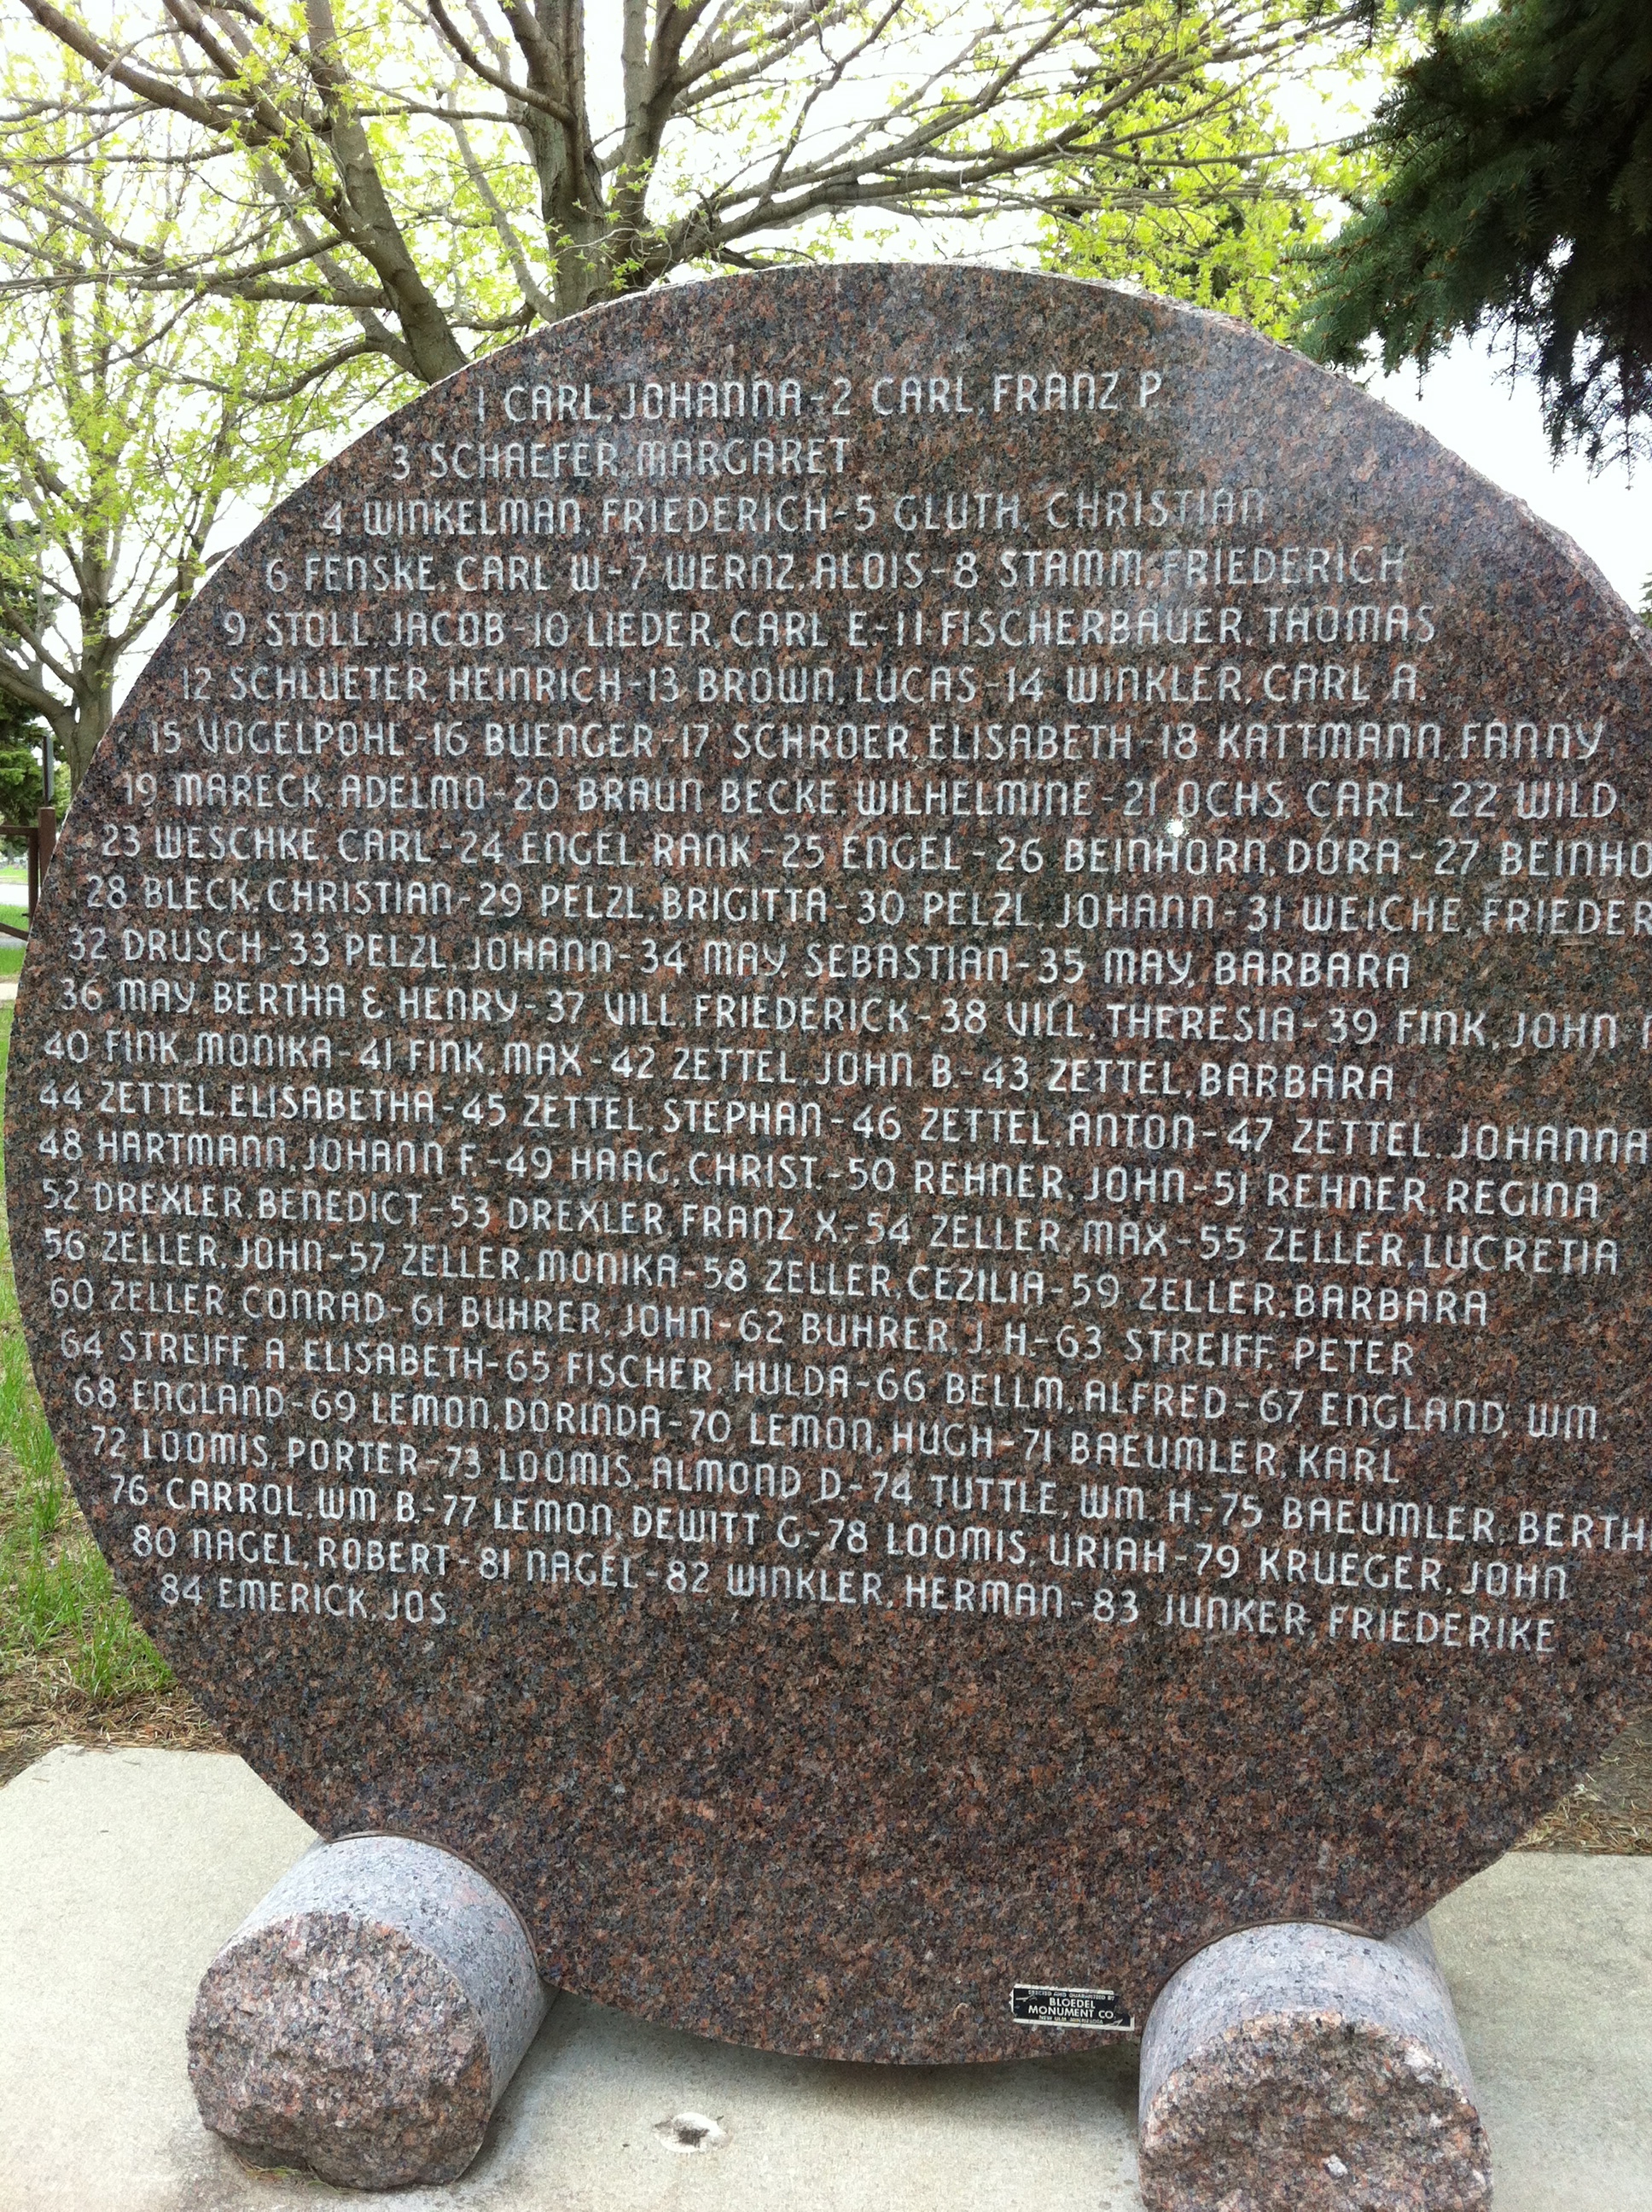 1 CARL, JOHANNA-2 CARL, FRANZ P.
3 SCHAEFER, MARGARET
4 WINKELMAN, FRIEDERICH-5 GLUTH, CHRISTIAN
6 FENSKE, CARL W-7 WERNZ, ALOIS-8 STAMM, FRIEDERICH
9 STOLL, JACOB-10 LIEDER, CARL E-11 FISCHERBAUER, THOMAS
12 SCHLUETER, HEINRICH-13 BROWN, LUCAS-14 WINKLER, CARL A.
15 VOGELPOHL-16 BUENGER-17 SCHROER, ELISABETH-18 KATTMANN, FANNY
19 MARECK, ADELMO-20 BRAUN BECKE, WILHELMINE-21 OCHS, CARL-22 WILD
23 WESCHKE, CARL-24 ENGEL, RANK-25 ENGEL-26 BEINHORN, DORA-27 BEINHO
28 BLECK, CHRISTIAN-29 PELZL, BRIGITTA-30 PELZL, JOHANN-31 WEICHE, FRIEDER
32 DRUSCH-33 PELZL, JOHANN-34 MAY, SEBASTIAN-35 MAY, BARBARA
36 MAY, BERTHA & HENRY-37 VILL, FRIEDERICK-38 VILL, THERESIA-39 FINK, JOHN
40 FINK, MONIKA-41 FINK, MAX-42 ZETTEL, JOHN B.-43 ZETTEL, BARBARA
44 ZETTEL, ELISABETHA-45 ZETTEL, STEPHAN-46 ZETTEL, ANTON-47 ZETTEL, JOHANNA
48 HARTMANN, JOHANN F.-49 HAAG, CHRIST.-50 REHNER, JOHN-51 REHNER, REGINA
52 DREXLER, BENEDICT-53 DREXLER, FRANZ X.-54 ZELLER, MAX-55 ZELLER, LUCRETIA
56 ZELLER, JOHN-57 ZELLER, MONIKA-58 ZELLER, CEZILIA-59 ZELLER, BARBARA
60 ZELLER, CONRAD-61 BUHRER, JOHN-62 BUHRER, J. H.-63 STREIFF, PETER
64 STREIFF, A. ELISABETH-65 FISCHER, HULDA-66 BELLM, ALFRED-67 ENGLAND, WM.
68 ENGLAND-69 LEMON, DORINDA-70 LEMON, HUGH-71 BAEUMLER, KARL
72 LOOMIS, PORTER-73 LOOMIS, ALMOND D.-74 TUTTLE, WM. H.-75 BAEUMLER, BERTH
76 CARROL, WM B.-77 LEMON, DEWITT G-78 LOOMIS, URIAH-79 KRUEGER, JOHN
80 NAGEL, ROBERT-81 NAGEL-82 WINKLER, HERMAN-83 JUNKER, FRIEDERIKE
84 EMERICK, JOS.
ERECTED AND GUARANTEED BY
BLOEDEL
MONUMENT CO.
NEW ULM, MINNESOTA